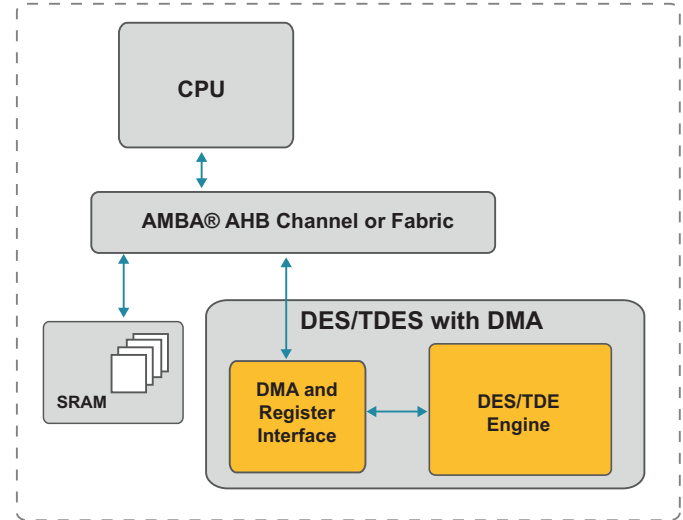 CPU
AMBA® AHB Channel or Fabric
DES/TDES with DMA
SRAM
DMA and
Register
Interface
DES/TDE
Engine